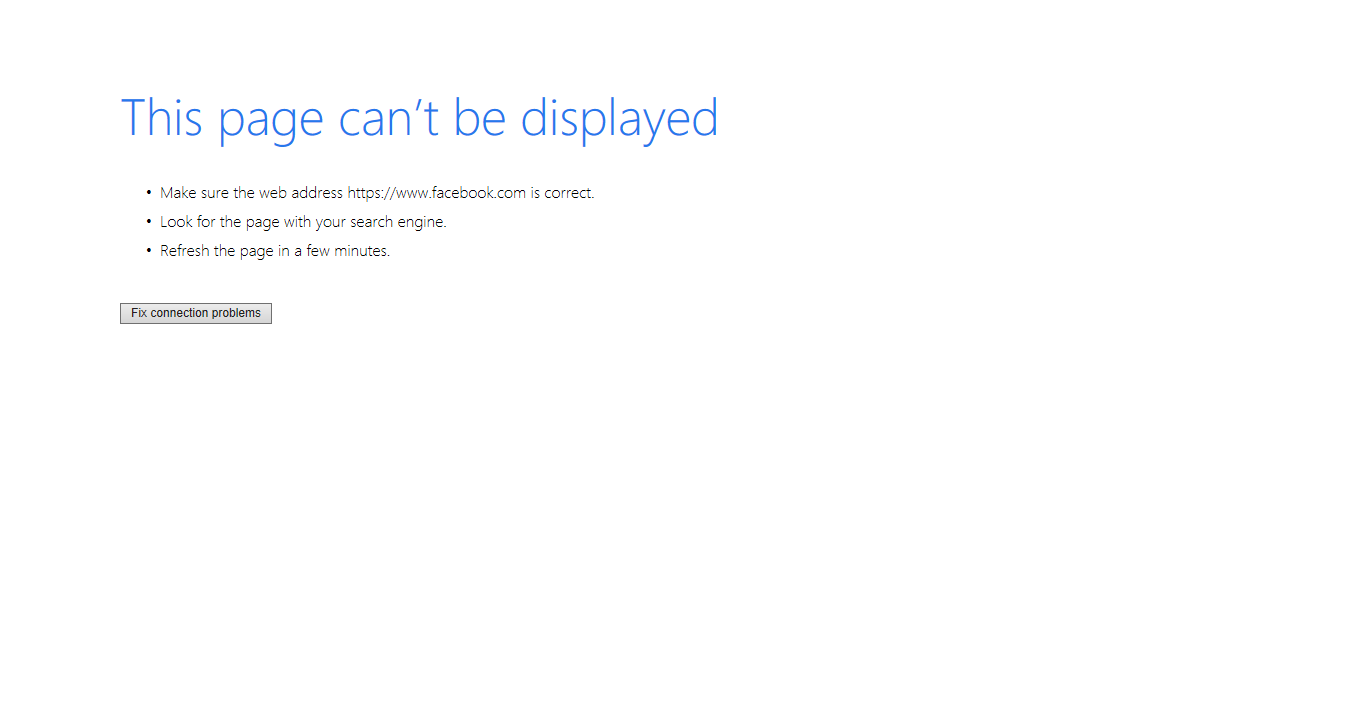 This page can’t be displayed
• Make sure the web address https://www.facebook.com is correct.
• Look for the page with your search engine.
• Refresh the page in a few minutes.
Fix connection problems